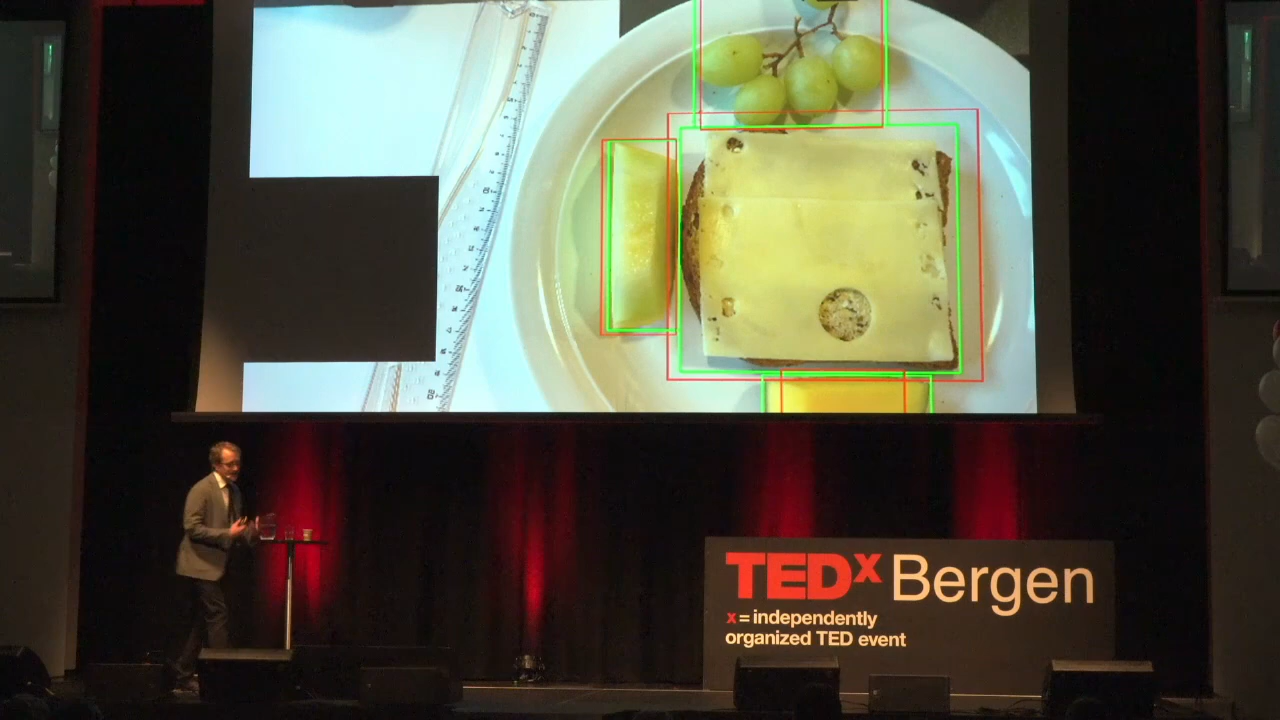 TEDx Bergen
x = independently
organized TED event